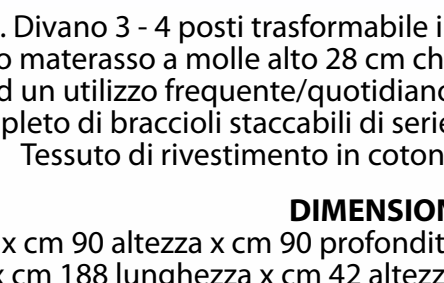 . Divano 3 - 4 posti trasformabile i
o materasso a molle alto 28 cm ch
d un utilizzo frequente/quotidiano
pleto di braccioli staccabili di serie
Tessuto di rivestimento in coton
DIMENSION
x cm 90 altezza x cm 90 profondit
x cm 188 lunghezza x cm 42 altezz